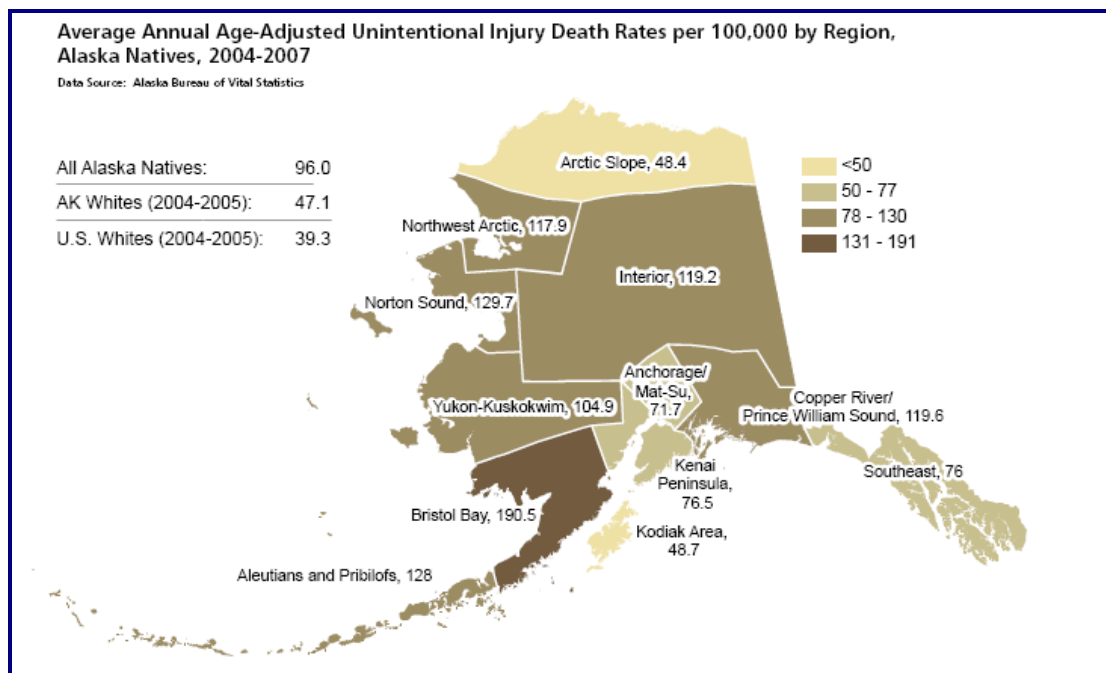 Average Annual Age-Adjusted Unintentional Injury Death Rates per 100,000 by Region,
Alaska Natives, 2004-2007
Data Source: Alaska Bureau of Vital Statistics
All Alaska Natives: 96.0
AK Whites (2004-2005): 47.1
U.S. Whites (2004-2005): 39.3
<50
50 - 77
78 - 130
131 - 191
Arctic Slope, 48.4
Northwest Arctic, 117.9
Interior, 119.2
Norton Sound, 129.7
Anchorage/
Mat-Su,
71.7
Yukon-Kuskokwim, 104.9
Copper River/
Prince William Sound, 119.6
Southeast, 76
Kenai
Peninsula,
76.5
Bristol Bay, 190.5
Kodiak Area,
48.7
Aleutians and Pribilofs, 128